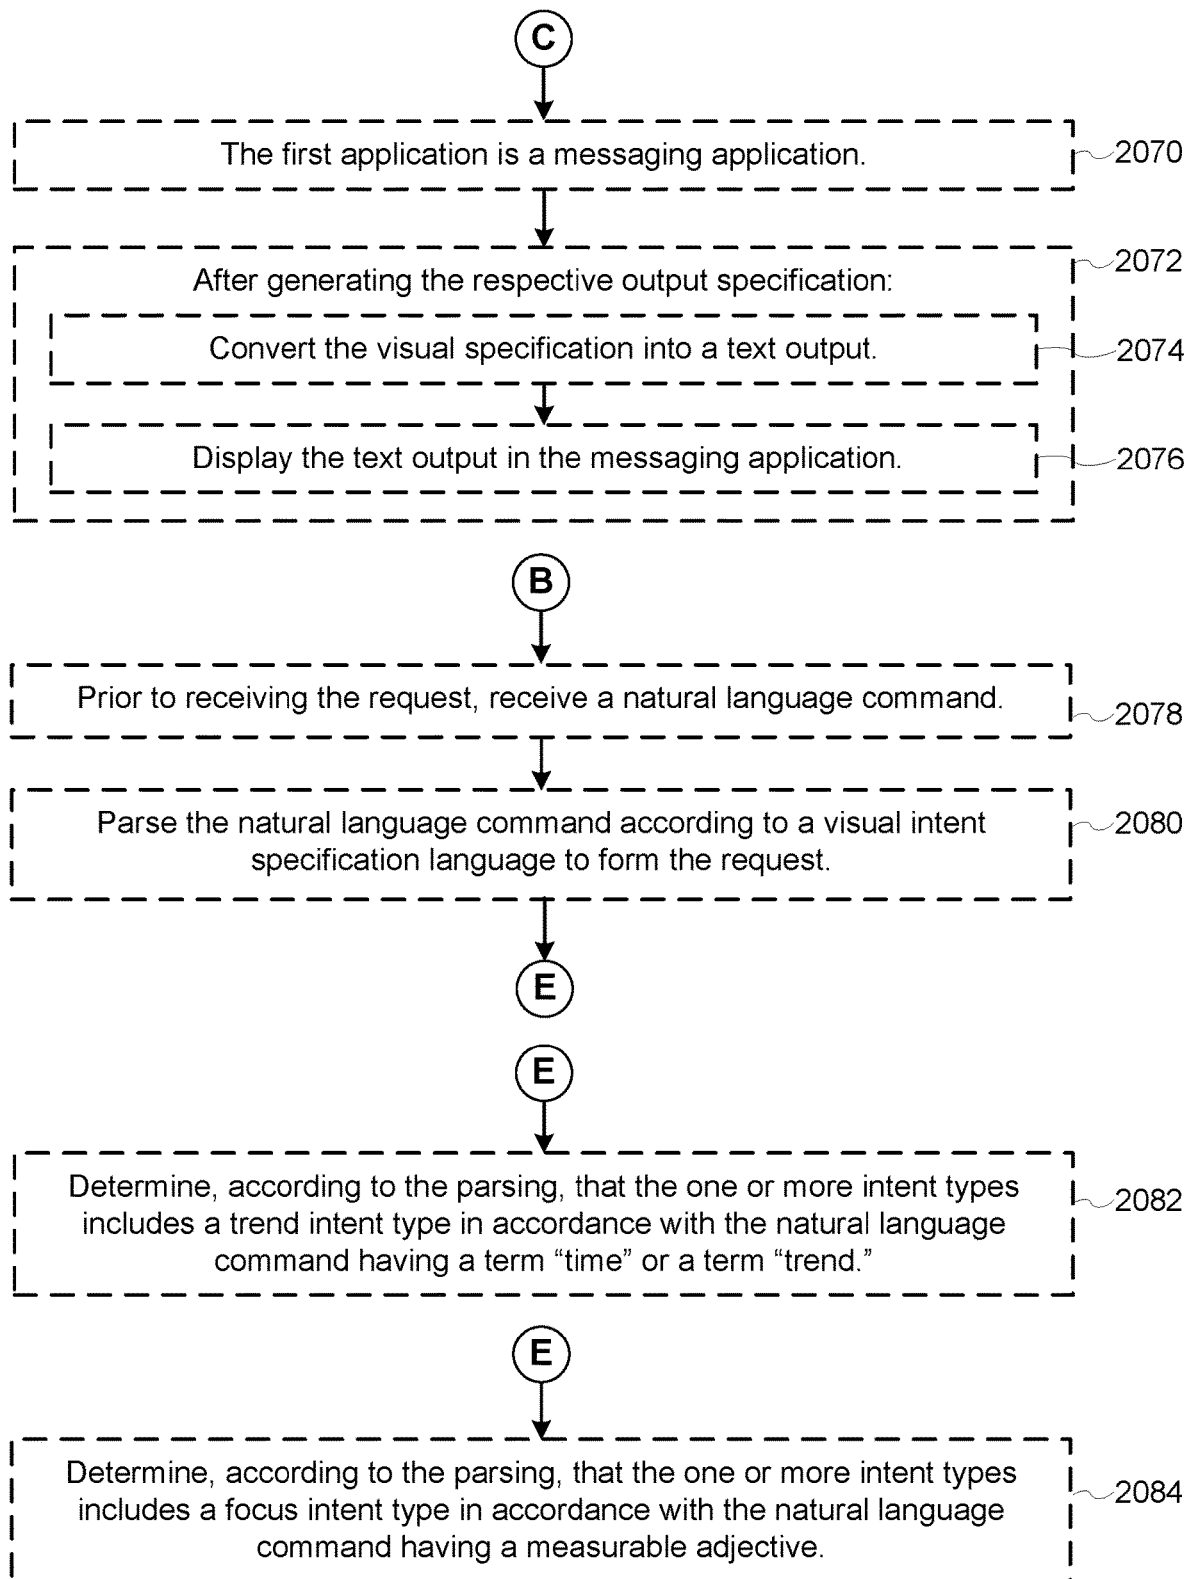 C
The first application is a messaging application.
2070
After generating the respective output specification:
2072
Convert the visual specification into a text output.
2074
Display the text output in the messaging application.
2076
B
Prior to receiving the request, receive a natural language command.
2078
Parse the natural language command according to a visual intent
specification language to form the request.
2080
E
E
Determine, according to the parsing, that the one or more intent types
includes a trend intent type in accordance with the natural language
command having a term “time” or a term “trend.”
2082
E
Determine, according to the parsing, that the one or more intent types
includes a focus intent type in accordance with the natural language
command having a measurable adjective.
2084